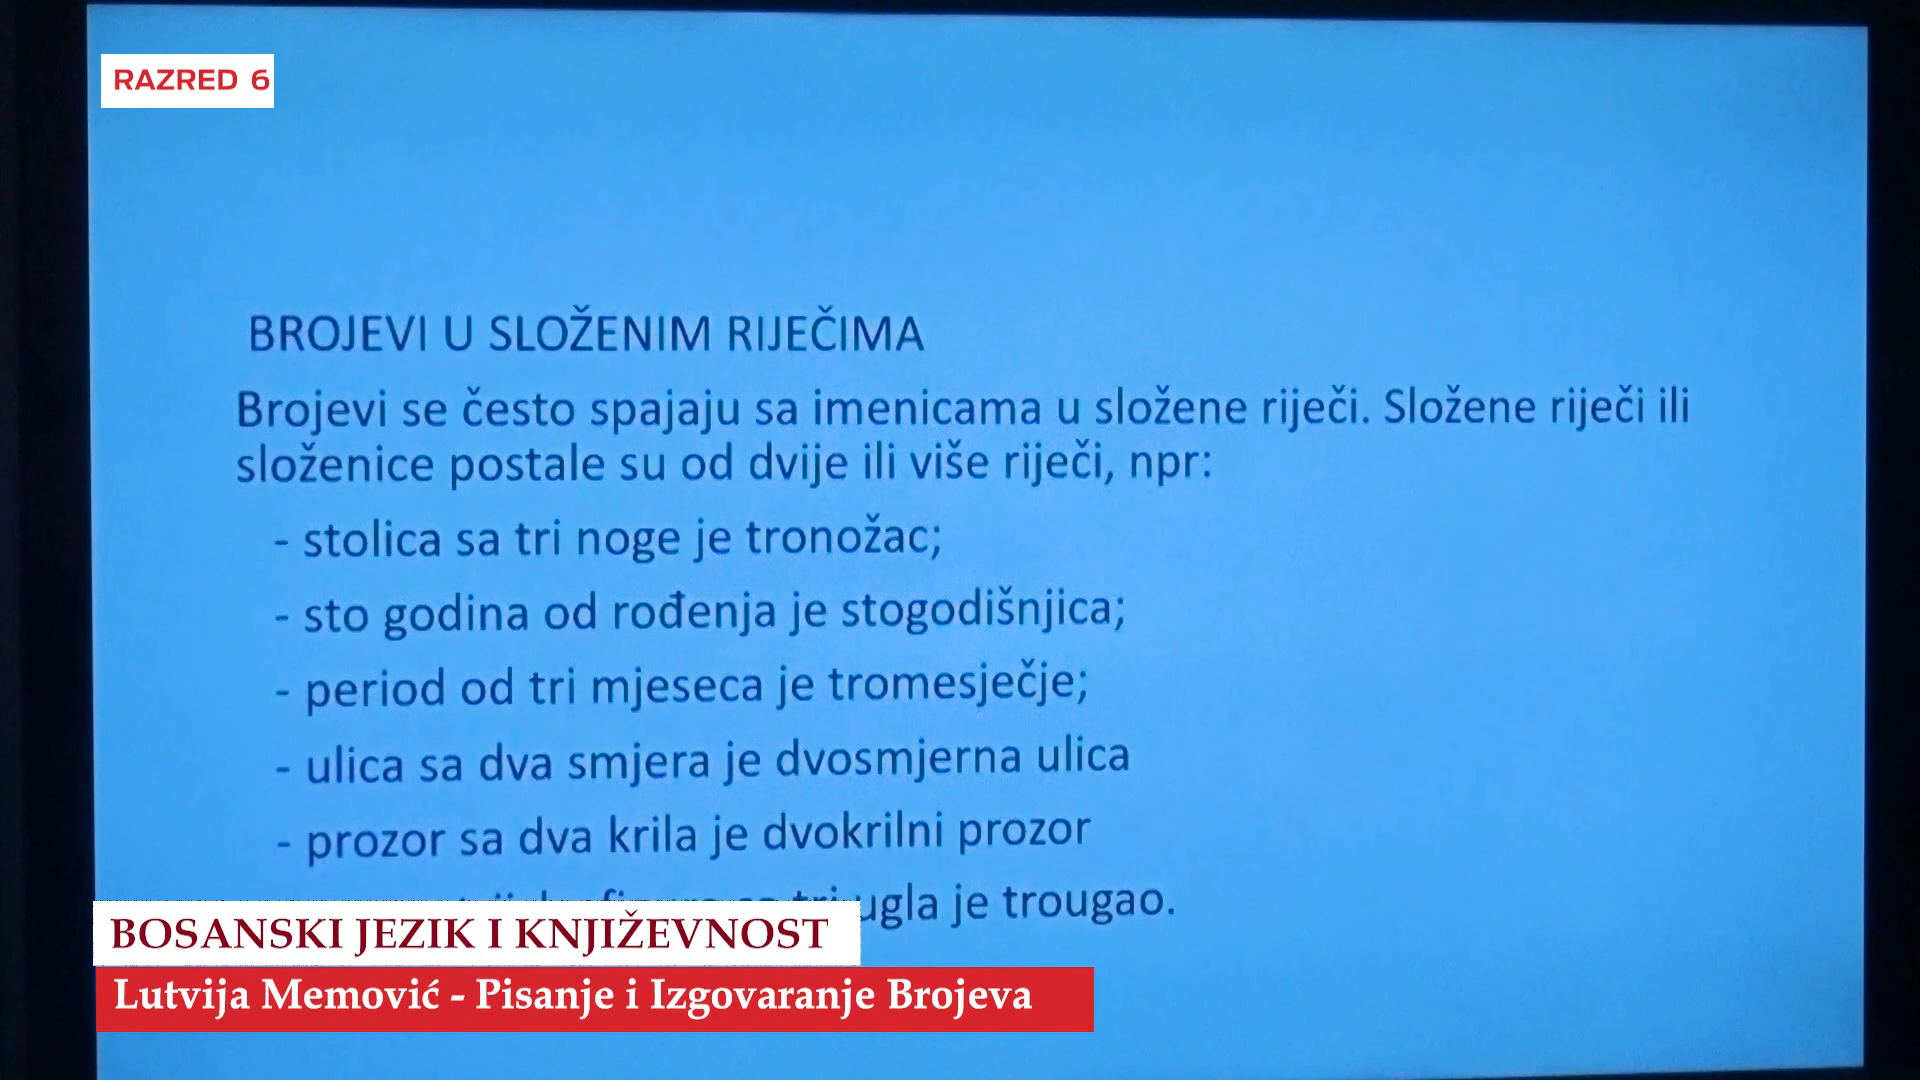 RAZRED 6
BROJEVI U SLOŽENIM RIJEČIMA
Brojevi se često spajaju sa imenicama u složene riječi. Složene riječi ili
složenice postale su od dvije ili više riječi, npr:
- stolica sa tri noge je tronožac;
- sto godina od rođenja je stogodišnjica;
- period od tri mjeseca je tromesječje;
- ulica sa dva smjera je dvosmjerna ulica
- prozor sa dva krila je dvokrilni prozor
ugla je trougao.
BOSANSKI JEZIK I KNJIŽEVNOST
Lutvija Memović - Pisanje i Izgovaranje Brojeva